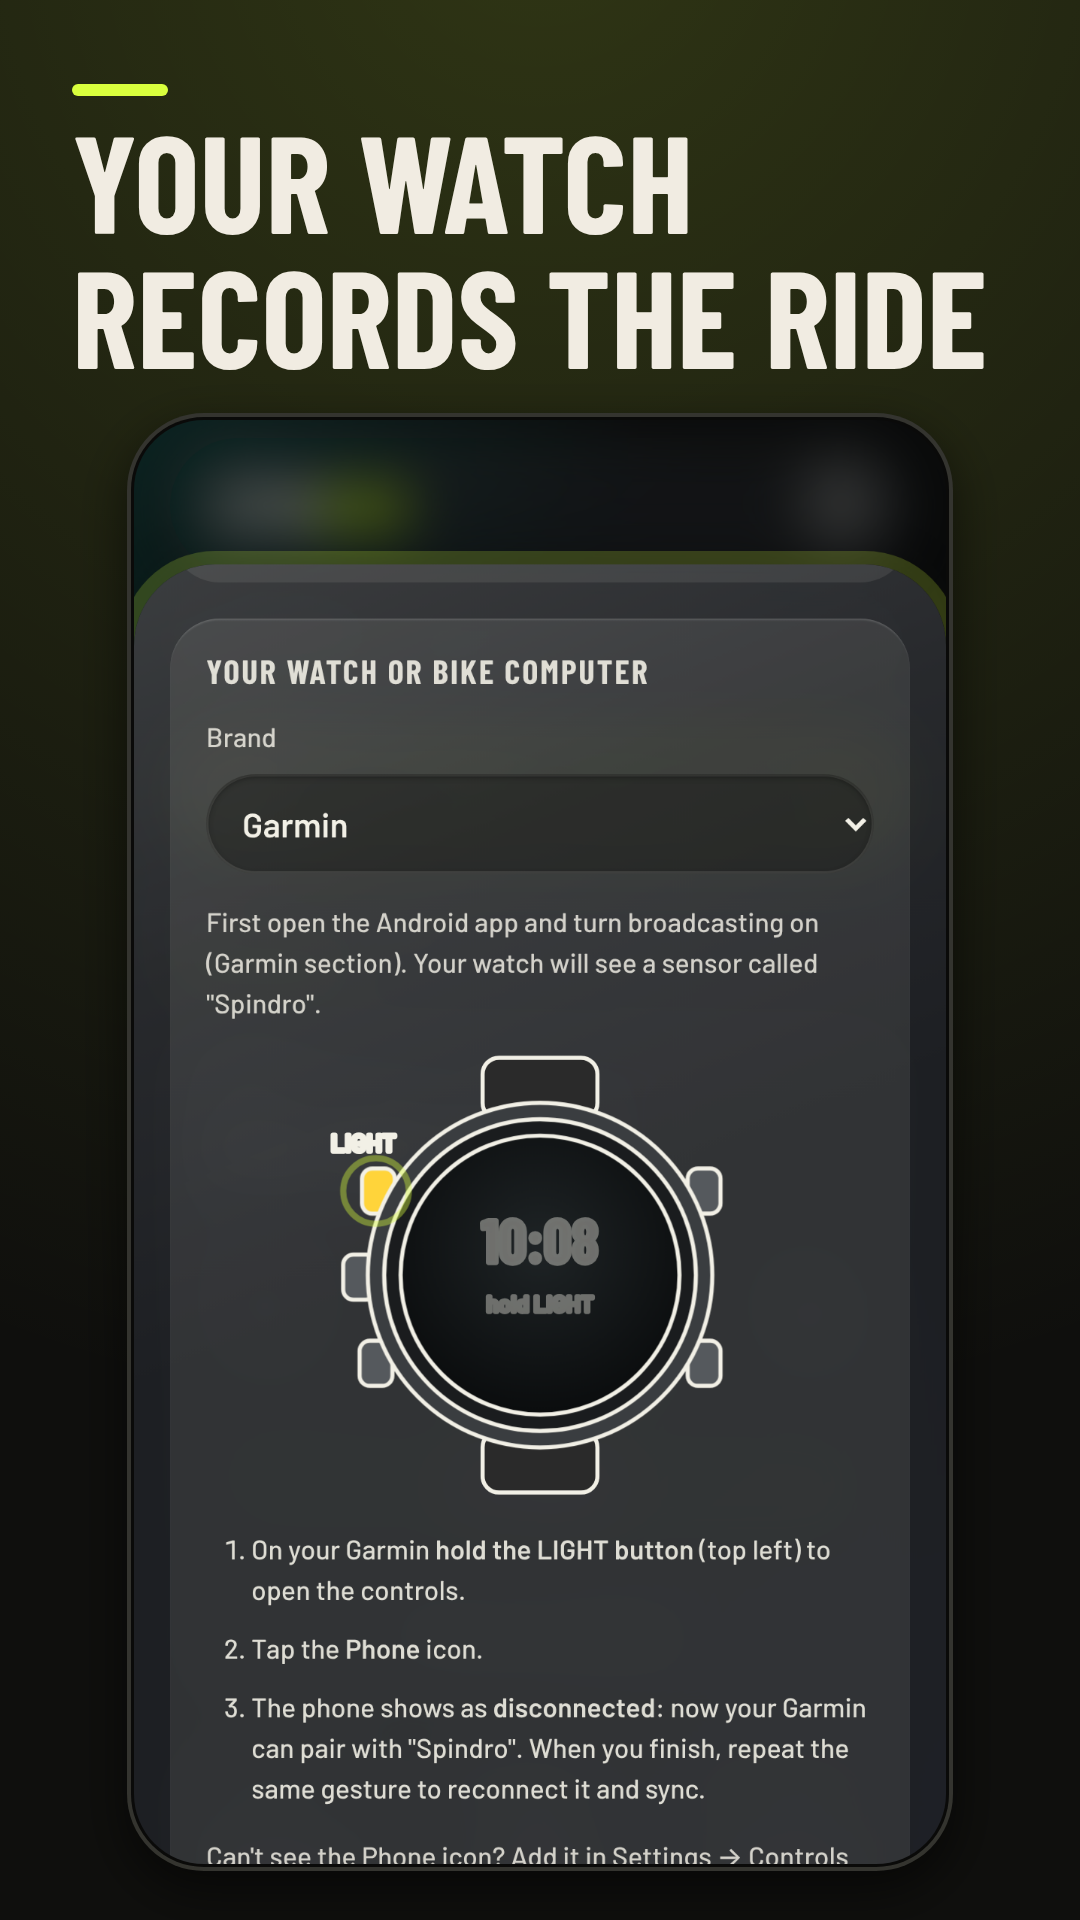 YOUR WATCH
RECORDS THE RIDE
YOUR WATCH OR BIKE COMPUTER
Brand
Garmin
First open the Android app and turn broadcasting on
(Garmin section). Your watch will see a sensor called
"Spindro".
LIGHT
10:08
hold LIGHT
1. On your Garmin hold the LIGHT button (top left) to
open the controls.
2. Tap the Phone icon.
3. The phone shows as disconnected: now your Garmin
can pair with "Spindro". When you finish, repeat the
same gesture to reconnect it and sync.
Can't see the Phone icon? Add it in Settings → Controls